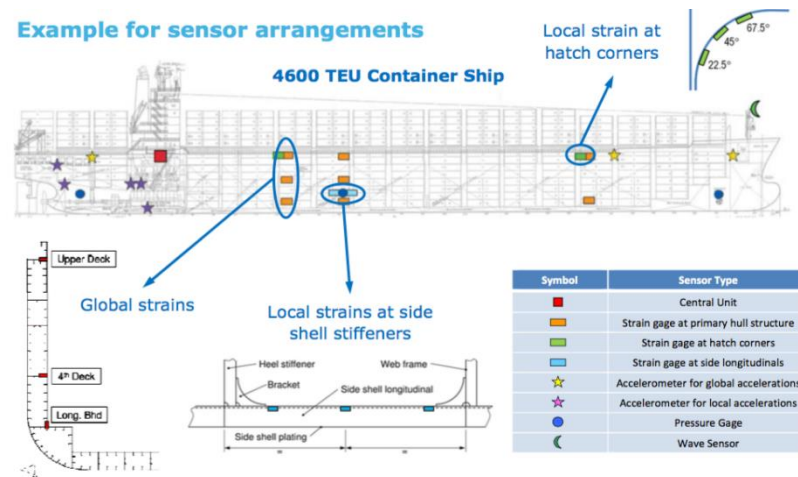 Example for sensor arrangements
Local strain at
hatch corners
67.5°
45°
22.5°
4600 TEU Container Ship
Upper Deck
4th Deck
Long. Bhd
Global strains
Local strains at side
shell stiffeners
Heel stiffener
Web frame
Bracket
Side shell longitudinal
Side shell plating
Symbol Sensor Type
Central Unit
Strain gage at primary hull structure
Strain gage at hatch corners
Strain gage at side longitudinals
Accelerometer for global accelerations
Accelerometer for local accelerations
Pressure Gage
Wave Sensor